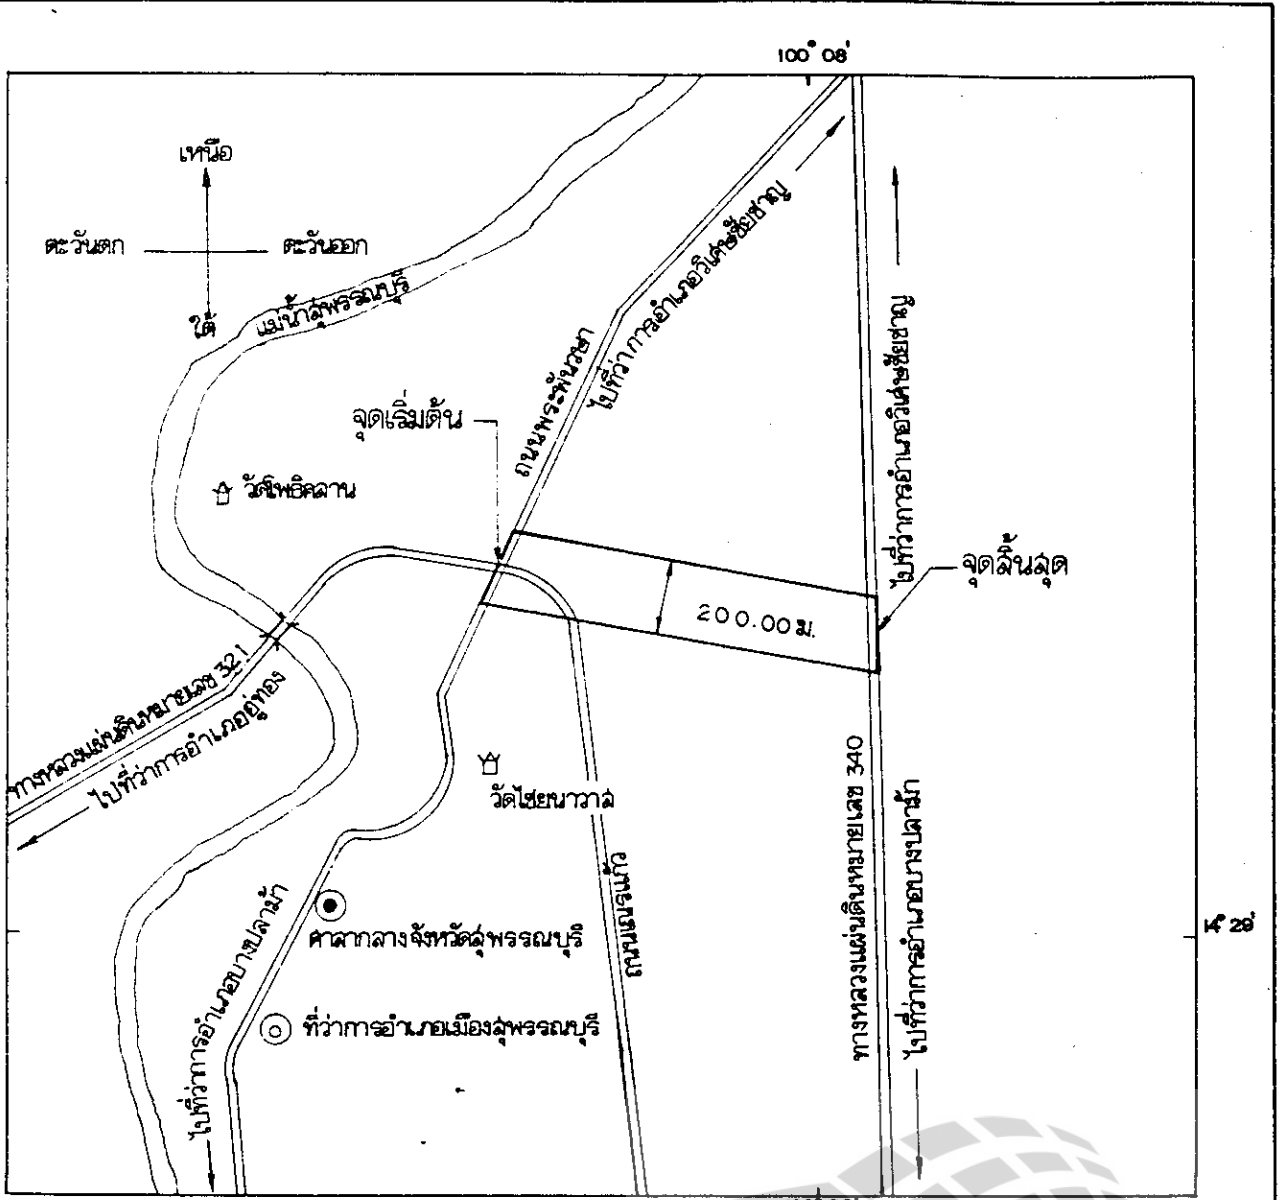 100° 08'
เหนือ
ตะวันตก
ตะวันออก
ใต้
แม่น้ำสุพรรณบุรี
ถนนพระพันวษา
ไปที่ว่าการอำเภอวิเศษชัยชาญ
ไปที่ว่าการอำเภอวิเศษชัยชาญ
จุดเริ่มต้น
วัดโพธิคลาน
จุดสิ้นสุด
200.00 ม.
ทางหลวงแผ่นดินหมายเลข 321
ไปที่ว่าการอำเภออู่ทอง
วัดไชยนาวาส
ถนนเณรแก้ว
ทางหลวงแผ่นดินหมายเลข 340
ไปที่ว่าการอำเภอบางปลาม้า
ไปที่ว่าการอำเภอบางปลาม้า
ศาลากลางจังหวัดสุพรรณบุรี
14° 29'
ที่ว่าการอำเภอเมืองสุพรรณบุรี